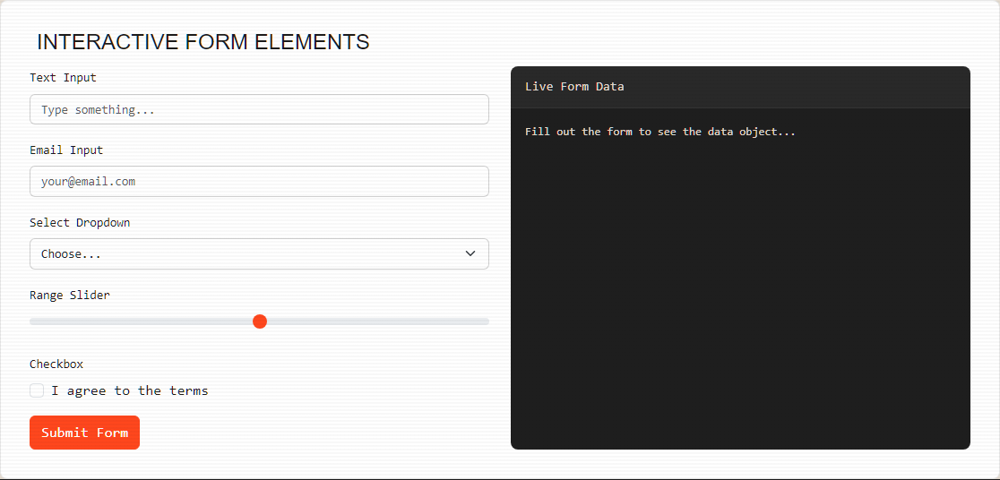 INTERACTIVE FORM ELEMENTS
Text Input
Type something...
Email Input
your@email.com
Select Dropdown
Choose...
Range Slider
Checkbox
I agree to the terms
Submit Form
Live Form Data
Fill out the form to see the data object...